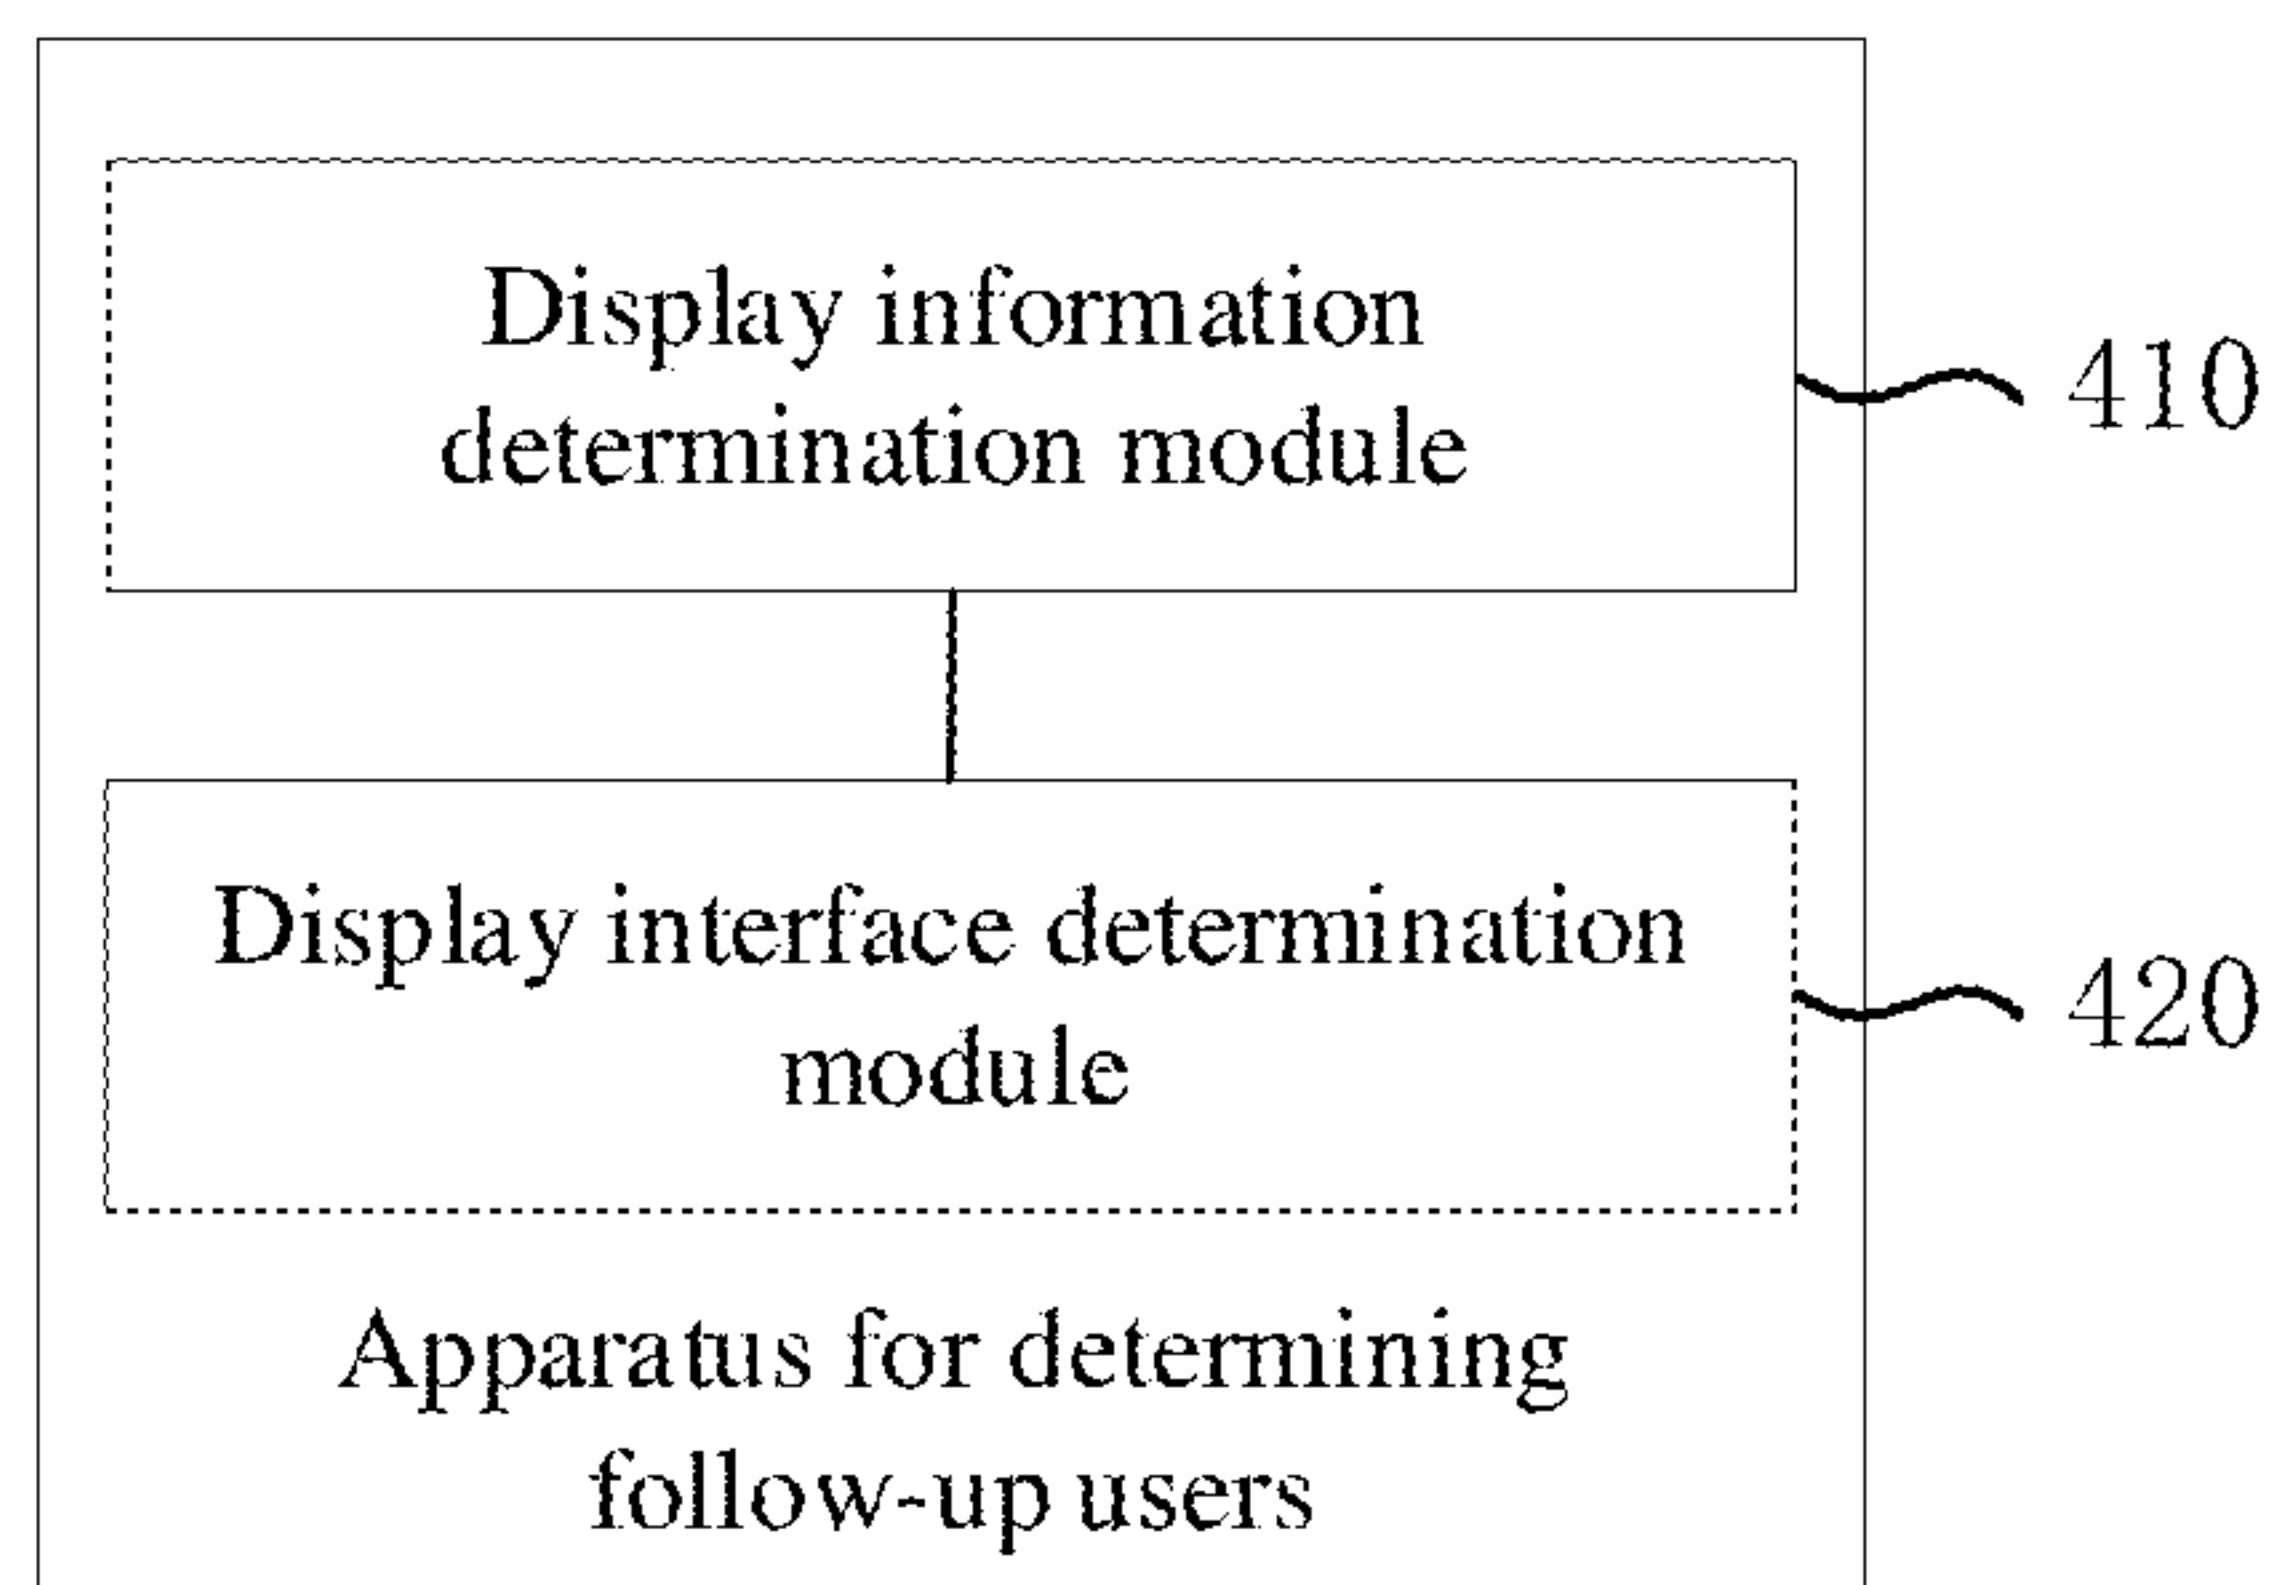 Display information
determination module
410
Display interface determination
module
420
Apparatus for determining
follow-up users